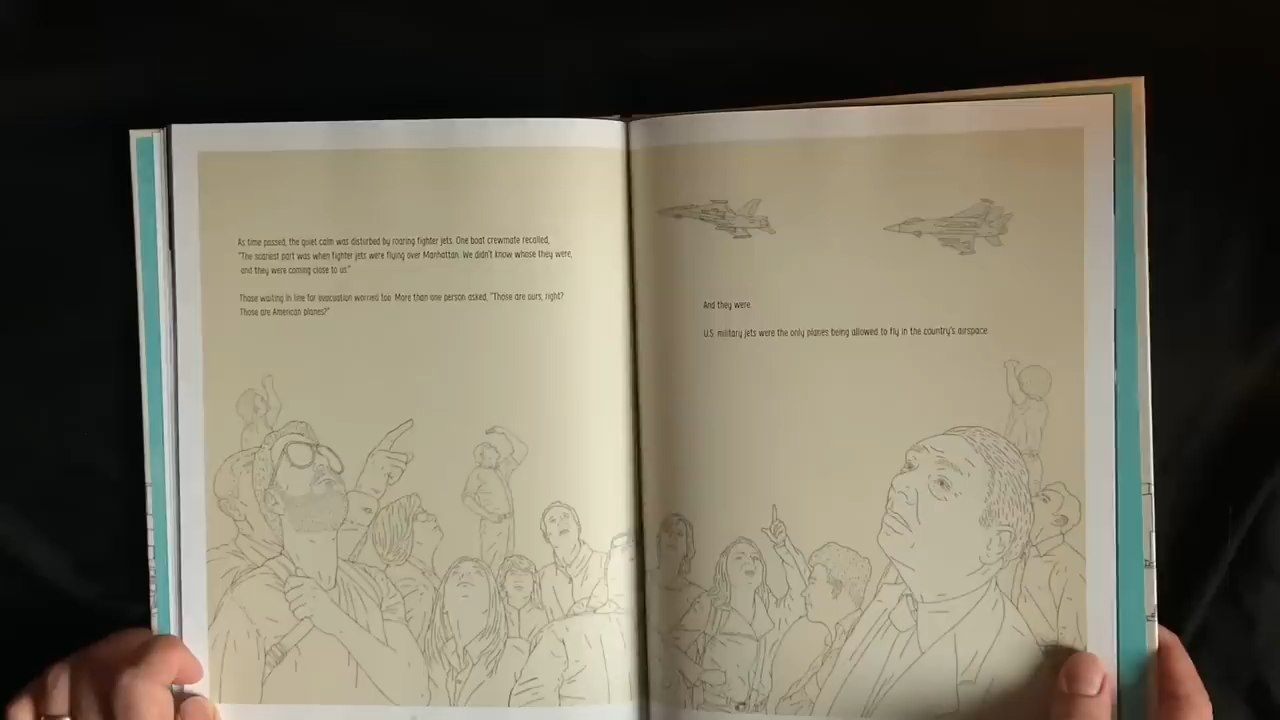 As time passed, the quiet calm was disturbed by roaring fighter jets. One boat crewmate recalled,
"The scariest part was when fighter jets were flying over Manhattan. We didn't know whose they were,
and they were coming close to us."
Those waiting in line for evacuation worried too. More than one person asked, "Those are ours, right?
Those are American planes?"
And they were.
U.S. military jets were the only planes being allowed to fly in the country's airspace.